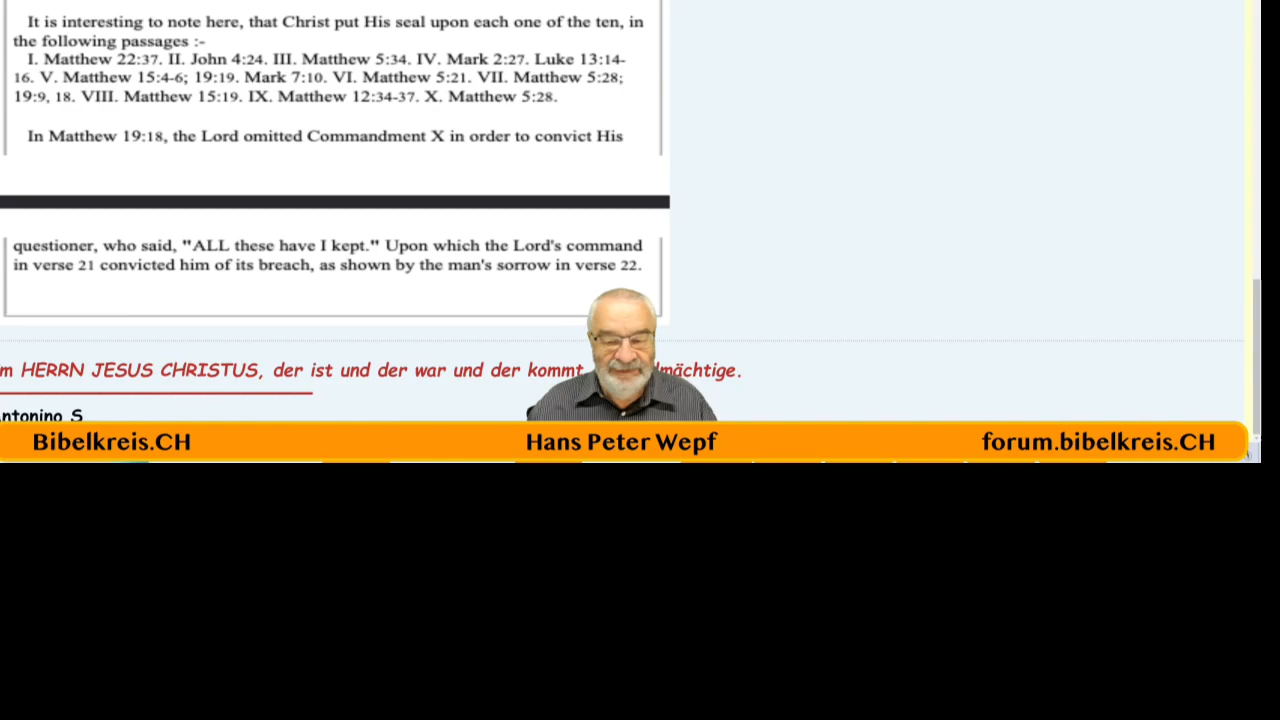 It is interesting to note here, that Christ put His seal upon each one of the ten, in
the following passages :-
I. Matthew 22:37. II. John 4:24. III. Matthew 5:34. IV. Mark 2:27. Luke 13:14-
16. V. Matthew 15:4-6; 19:19. Mark 7:10. VI. Matthew 5:21. VII. Matthew 5:28;
19:9, 18. VIII. Matthew 15:19. IX. Matthew 12:34-37. X. Matthew 5:28.
In Matthew 19:18, the Lord omitted Commandment X in order to convict His
questioner, who said, "ALL these have I kept." Upon which the Lord's command
in verse 21 convicted him of its breach, as shown by the man's sorrow in verse 22.
m HERRN JESUS CHRISTUS, der ist und der war und der kommt mächtige.
ntonino S
Bibelkreis.CH Hans Peter Wepf forum.bibelkreis.CH